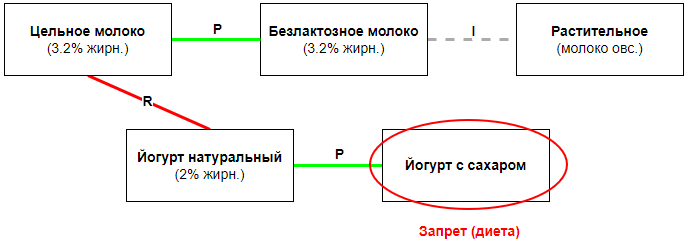 Цельное молоко
(3.2% жирн.)
P
Безлактозное молоко
(3.2% жирн.)
I
Растительное
(молоко овс.)
R
Йогурт натуральный
(2% жирн.)
P
Йогурт с сахаром
Запрет (диета)